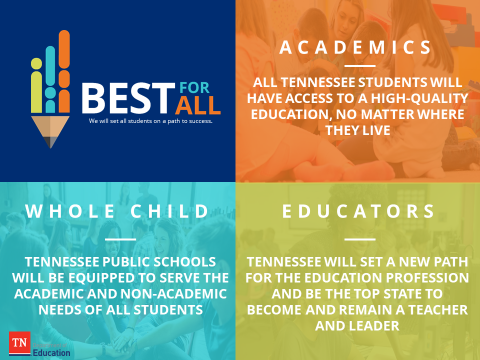 BEST FOR ALL
We will set all students on a path to success.
ACADEMICS
ALL TENNESSEE STUDENTS WILL
HAVE ACCESS TO A HIGH-QUALITY
EDUCATION, NO MATTER WHERE
THEY LIVE
WHOLE CHILD
TENNESSEE PUBLIC SCHOOLS
WILL BE EQUIPPED TO SERVE THE
ACADEMIC AND NON-ACADEMIC
NEEDS OF ALL STUDENTS
EDUCATORS
TENNESSEE WILL SET A NEW PATH
FOR THE EDUCATION PROFESSION
AND BE THE TOP STATE TO
BECOME AND REMAIN A TEACHER
AND LEADER
TN
Education